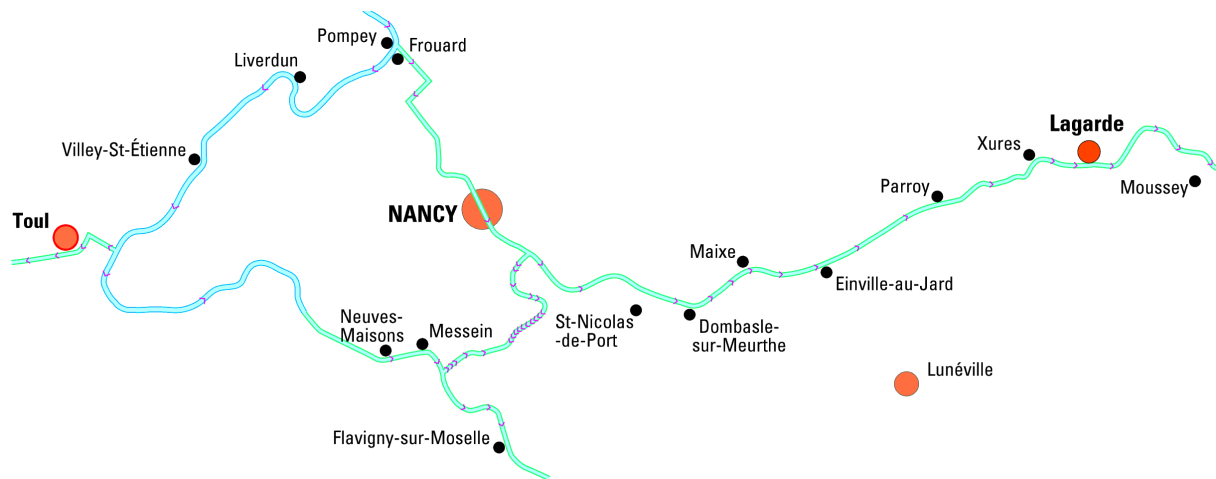 Pompey
Frouard
Liverdun
Villey-St-Étienne
Toul
NANCY
Lagarde
Xures
Moussey
Parroy
Maixe
Einville-au-Jard
Neuves-
Maisons
Messein
St-Nicolas
-de-Port
Dombasle-
sur-Meurthe
Lunéville
Flavigny-sur-Moselle